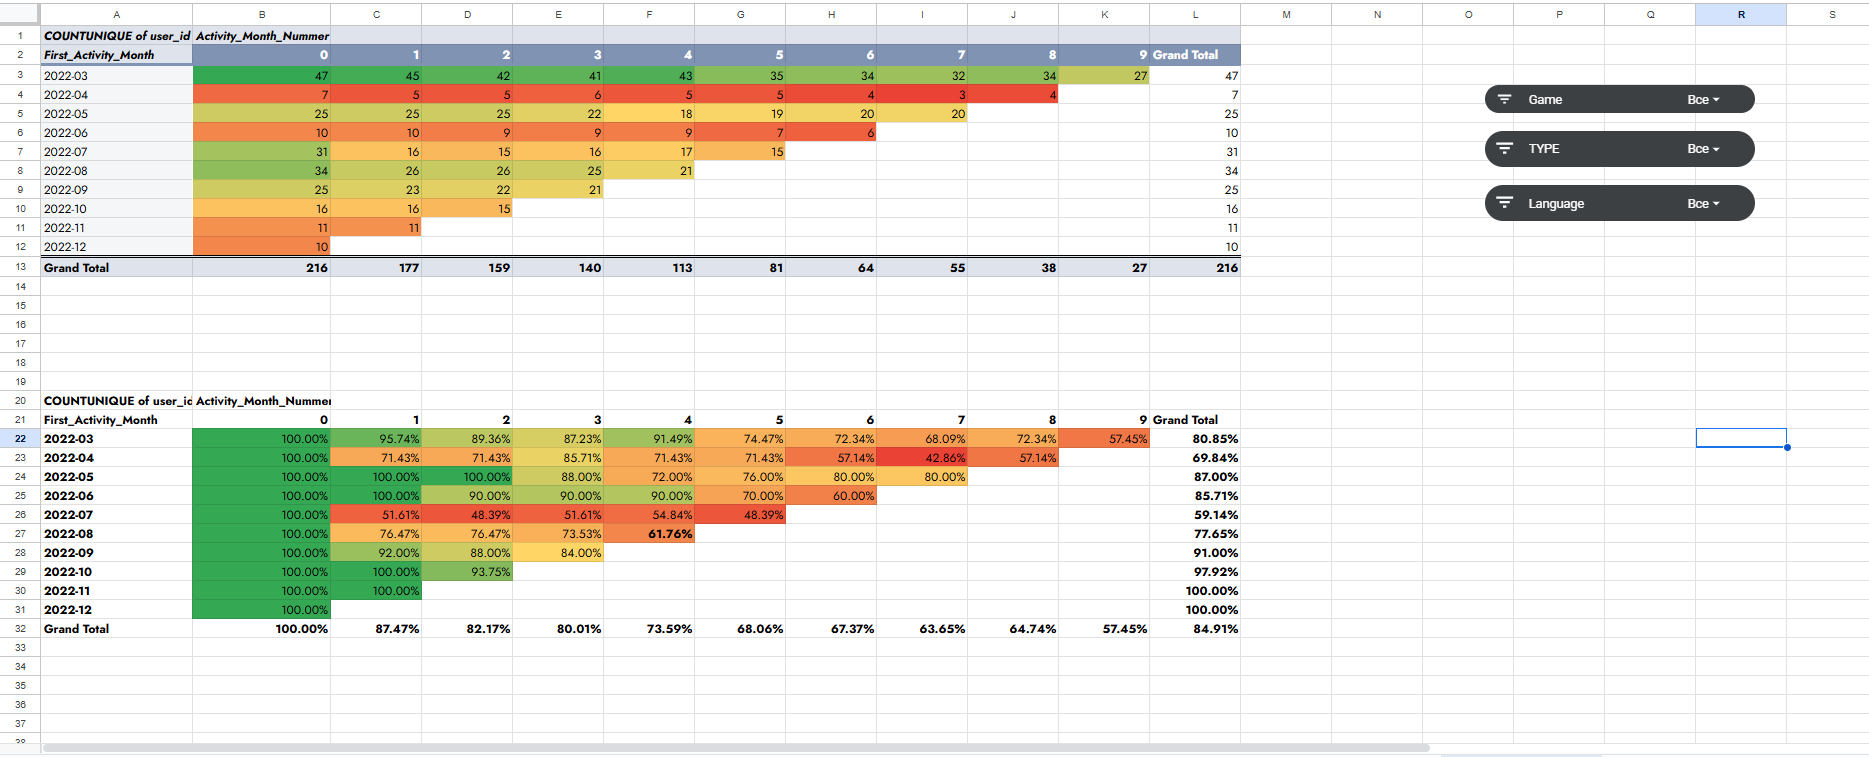 A B C D E F G H I J K L M N O P Q R S
1 COUNTUNIQUE of user_id Activity_Month_Nummer
2 First_Activity_Month 0 1 2 3 4 5 6 7 8 9 Grand Total
3 2022-03 47 45 42 41 43 35 34 32 34 27 47
4 2022-04 7 5 5 6 5 5 4 3 4 7
Game Все
5 2022-05 25 25 25 22 18 19 20 20 25
6 2022-06 10 10 9 9 9 7 6 10
7 2022-07 31 16 15 16 17 15 31
TYPE Все
8 2022-08 34 26 26 25 21 34
9 2022-09 25 23 22 21 25
10 2022-10 16 16 15 16
Language Все
11 2022-11 11 11 11
12 2022-12 10 10
13 Grand Total 216 177 159 140 113 81 64 55 38 27 216
14
15
16
17
18
19
20 COUNTUNIQUE of user_id Activity_Month_Nummer
21 First_Activity_Month 0 1 2 3 4 5 6 7 8 9 Grand Total
22 2022-03 100.00% 95.74% 89.36% 87.23% 91.49% 74.47% 72.34% 68.09% 72.34% 57.45% 80.85%
23 2022-04 100.00% 71.43% 71.43% 85.71% 71.43% 71.43% 57.14% 42.86% 57.14% 69.84%
24 2022-05 100.00% 100.00% 100.00% 88.00% 72.00% 76.00% 80.00% 80.00% 87.00%
25 2022-06 100.00% 100.00% 90.00% 90.00% 90.00% 70.00% 60.00% 85.71%
26 2022-07 100.00% 51.61% 48.39% 51.61% 54.84% 48.39% 59.14%
27 2022-08 100.00% 76.47% 76.47% 73.53% 61.76% 77.65%
28 2022-09 100.00% 92.00% 88.00% 84.00% 91.00%
29 2022-10 100.00% 100.00% 93.75% 97.92%
30 2022-11 100.00% 100.00% 100.00%
31 2022-12 100.00% 100.00%
32 Grand Total 100.00% 87.47% 82.17% 80.01% 73.59% 68.06% 67.37% 63.65% 64.74% 57.45% 84.91%
33
34
35
36
37